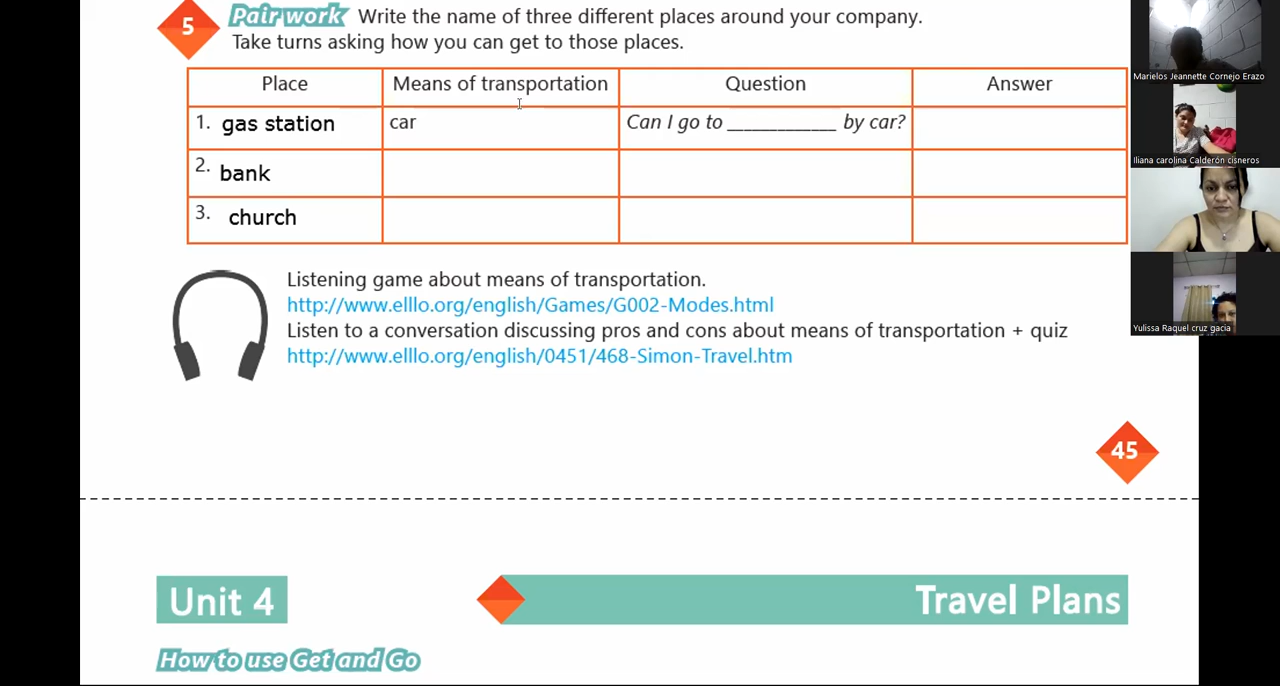 5
Pair work Write the name of three different places around your company.
Take turns asking how you can get to those places.
Place Means of transportation Question Answer
1. gas station car Can I go to _____________ by car?
2. bank
3. church
Listening game about means of transportation.
http://www.elllo.org/english/Games/G002-Modes.html
Listen to a conversation discussing pros and cons about means of transportation + quiz
http://www.elllo.org/english/0451/468-Simon-Travel.htm
45
Unit 4 Travel Plans
How to use Get and Go
Marielos Jeannette Cornejo Erazo
Iliana carolina Calderón cisneros
Yulissa Raquel cruz gacia